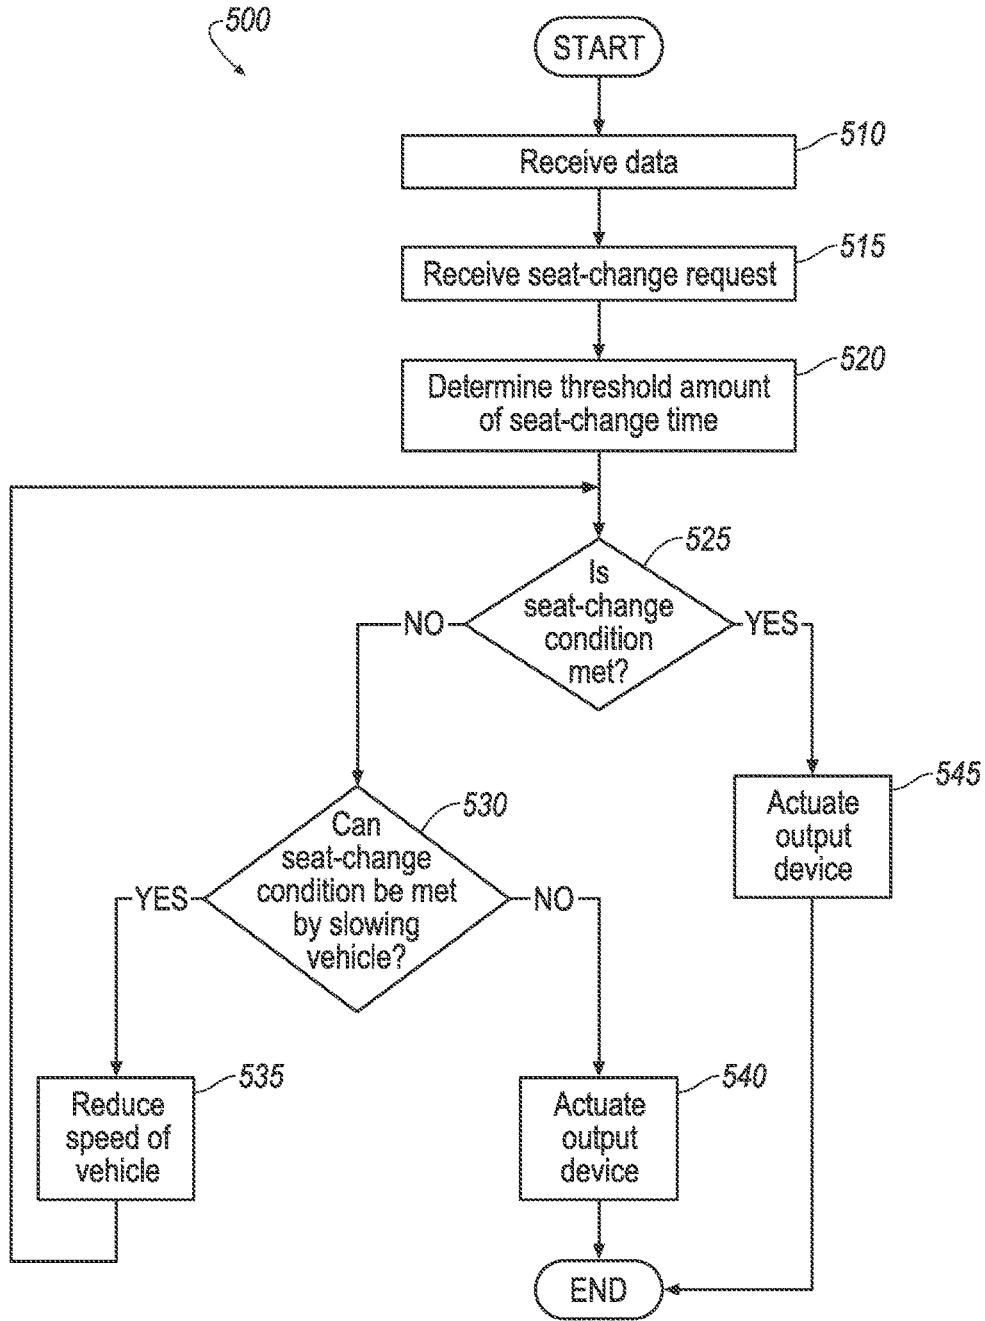 500
START
510
Receive data
515
Receive seat-change request
520
Determine threshold amount
of seat-change time
525
Is
seat-change
condition
met?
NO
YES
530
Can
seat-change
condition be met
by slowing
vehicle?
YES
NO
545
Actuate
output
device
535
Reduce
speed of
vehicle
540
Actuate
output
device
END